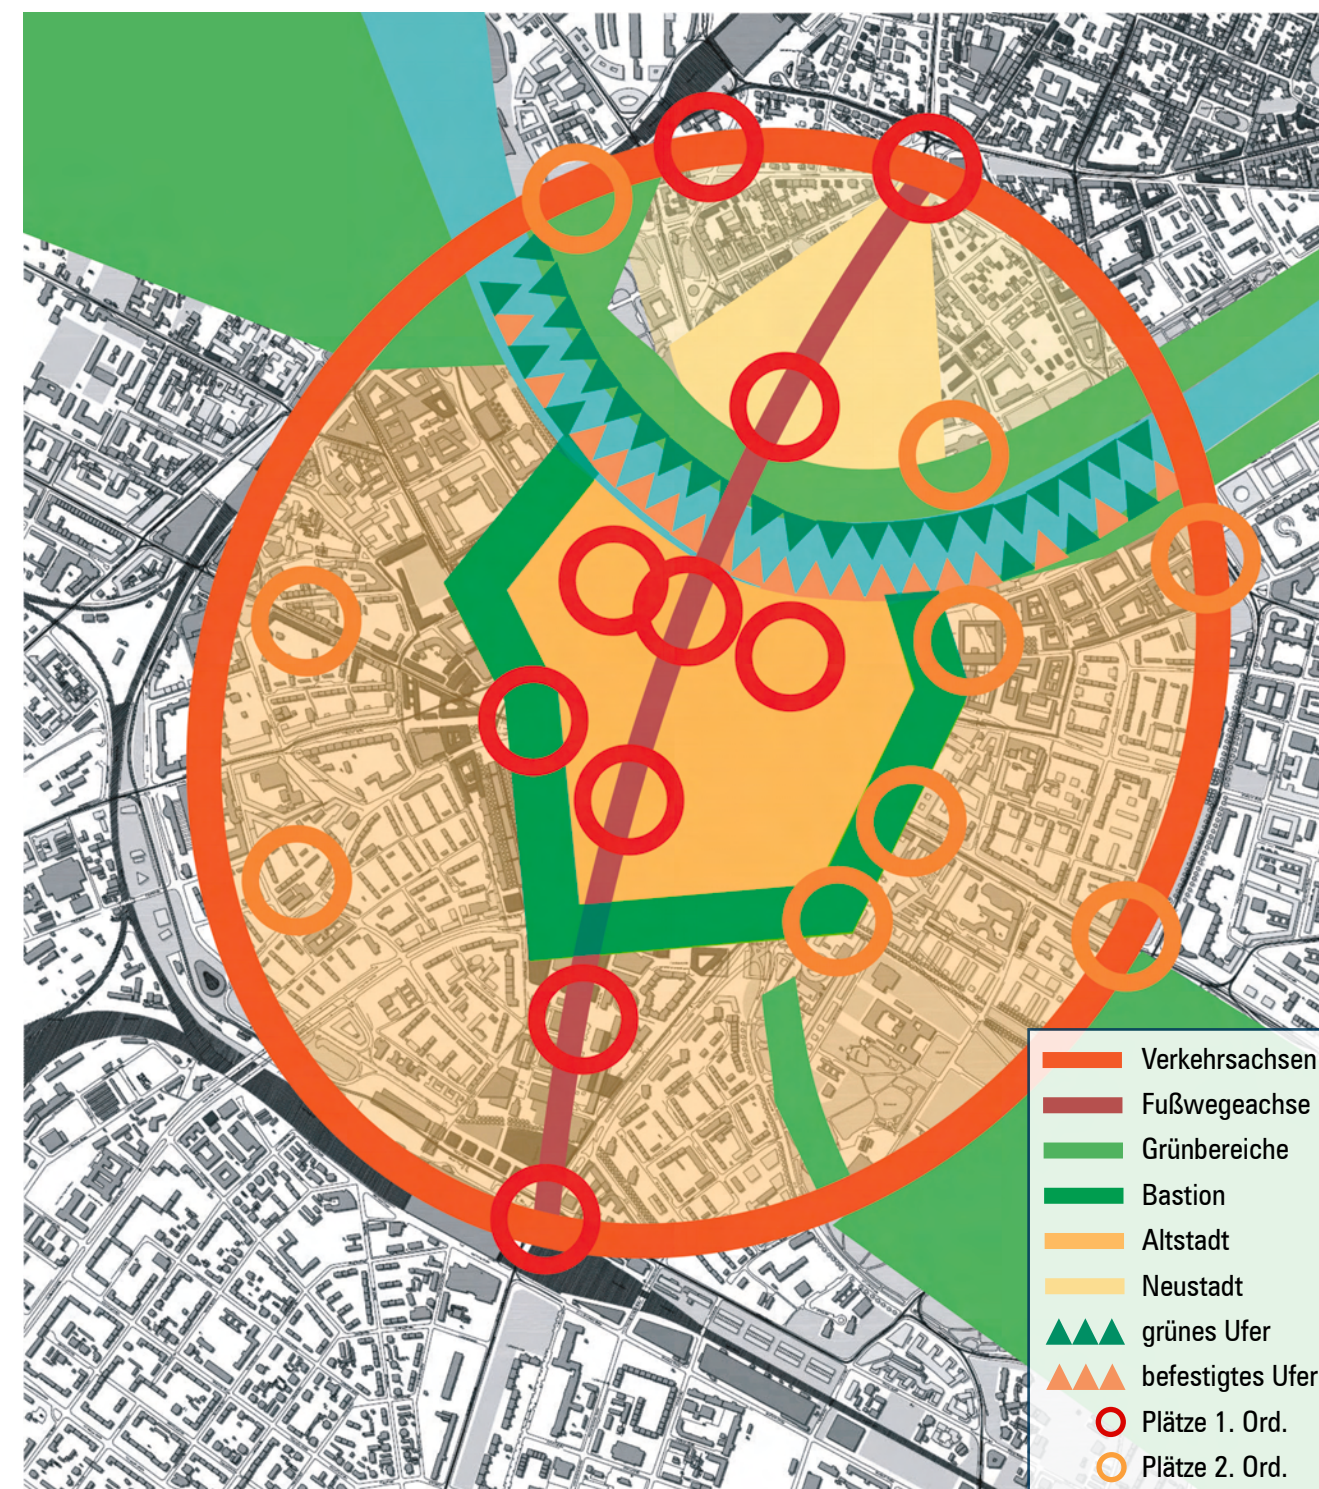 Verkehrsachsen
Fußwegeachse
Grünbereiche
Bastion
Altstadt
Neustadt
grünes Ufer
befestigtes Ufer
Plätze 1. Ord.
Plätze 2. Ord.